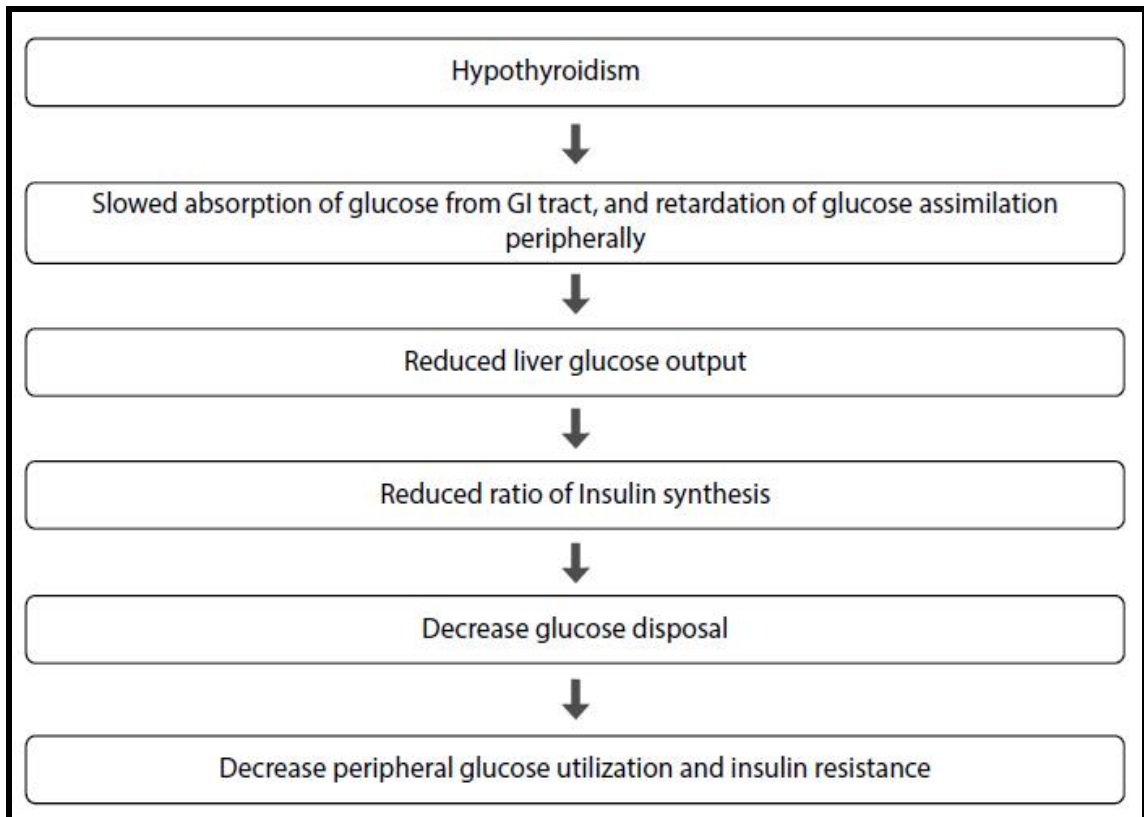 Hypothyroidism
Slowed absorption of glucose from GI tract, and retardation of glucose assimilation
peripherally
Reduced liver glucose output
Reduced ratio of Insulin synthesis
Decrease glucose disposal
Decrease peripheral glucose utilization and insulin resistance